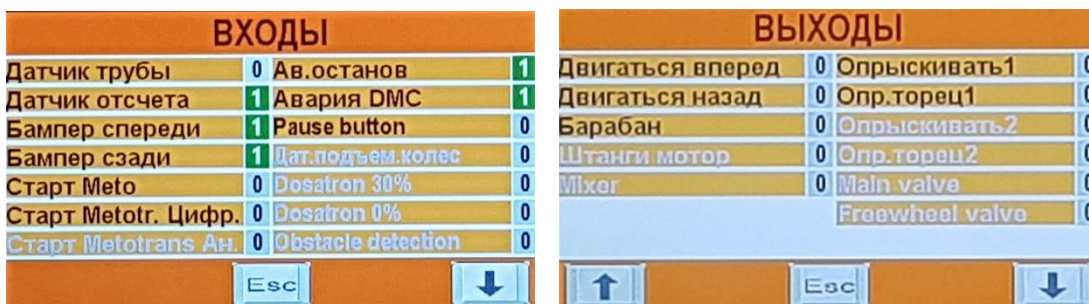 ВХОДЫ
Датчик трубы 0 Ав.останов 1
Датчик отсчета 1 Авария DMC 1
Бампер спереди 1 Pause button 0
Бампер сзади 1 Дат.подъем.колес 0
Старт Meto 0 Dosatron 30% 0
Старт Metotr. Цифр. 0 Dosatron 0% 0
Старт Metotrans Ан. 0 Obstacle detection 0
Esc
ВЫХОДЫ
Двигаться вперед 0 Опрыскивать1 0
Двигаться назад 0 Опр.торец1 0
Барабан 0 Опрыскивать2 0
Штанги мотор 0 Опр.торец2 0
Mixer 0 Main valve 0
Freewheel valve 0
Esc